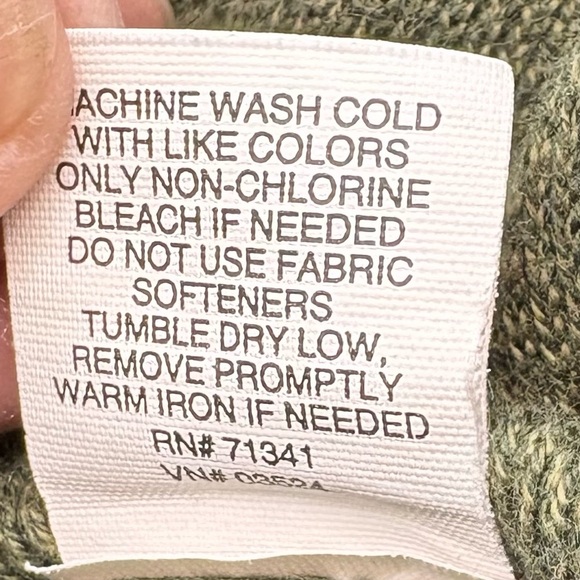 MACHINE WASH COLD
WITH LIKE COLORS
ONLY NON-CHLORINE
BLEACH IF NEEDED
DO NOT USE FABRIC
SOFTENERS
TUMBLE DRY LOW,
REMOVE PROMPTLY
WARM IRON IF NEEDED
RN# 71341
VN#